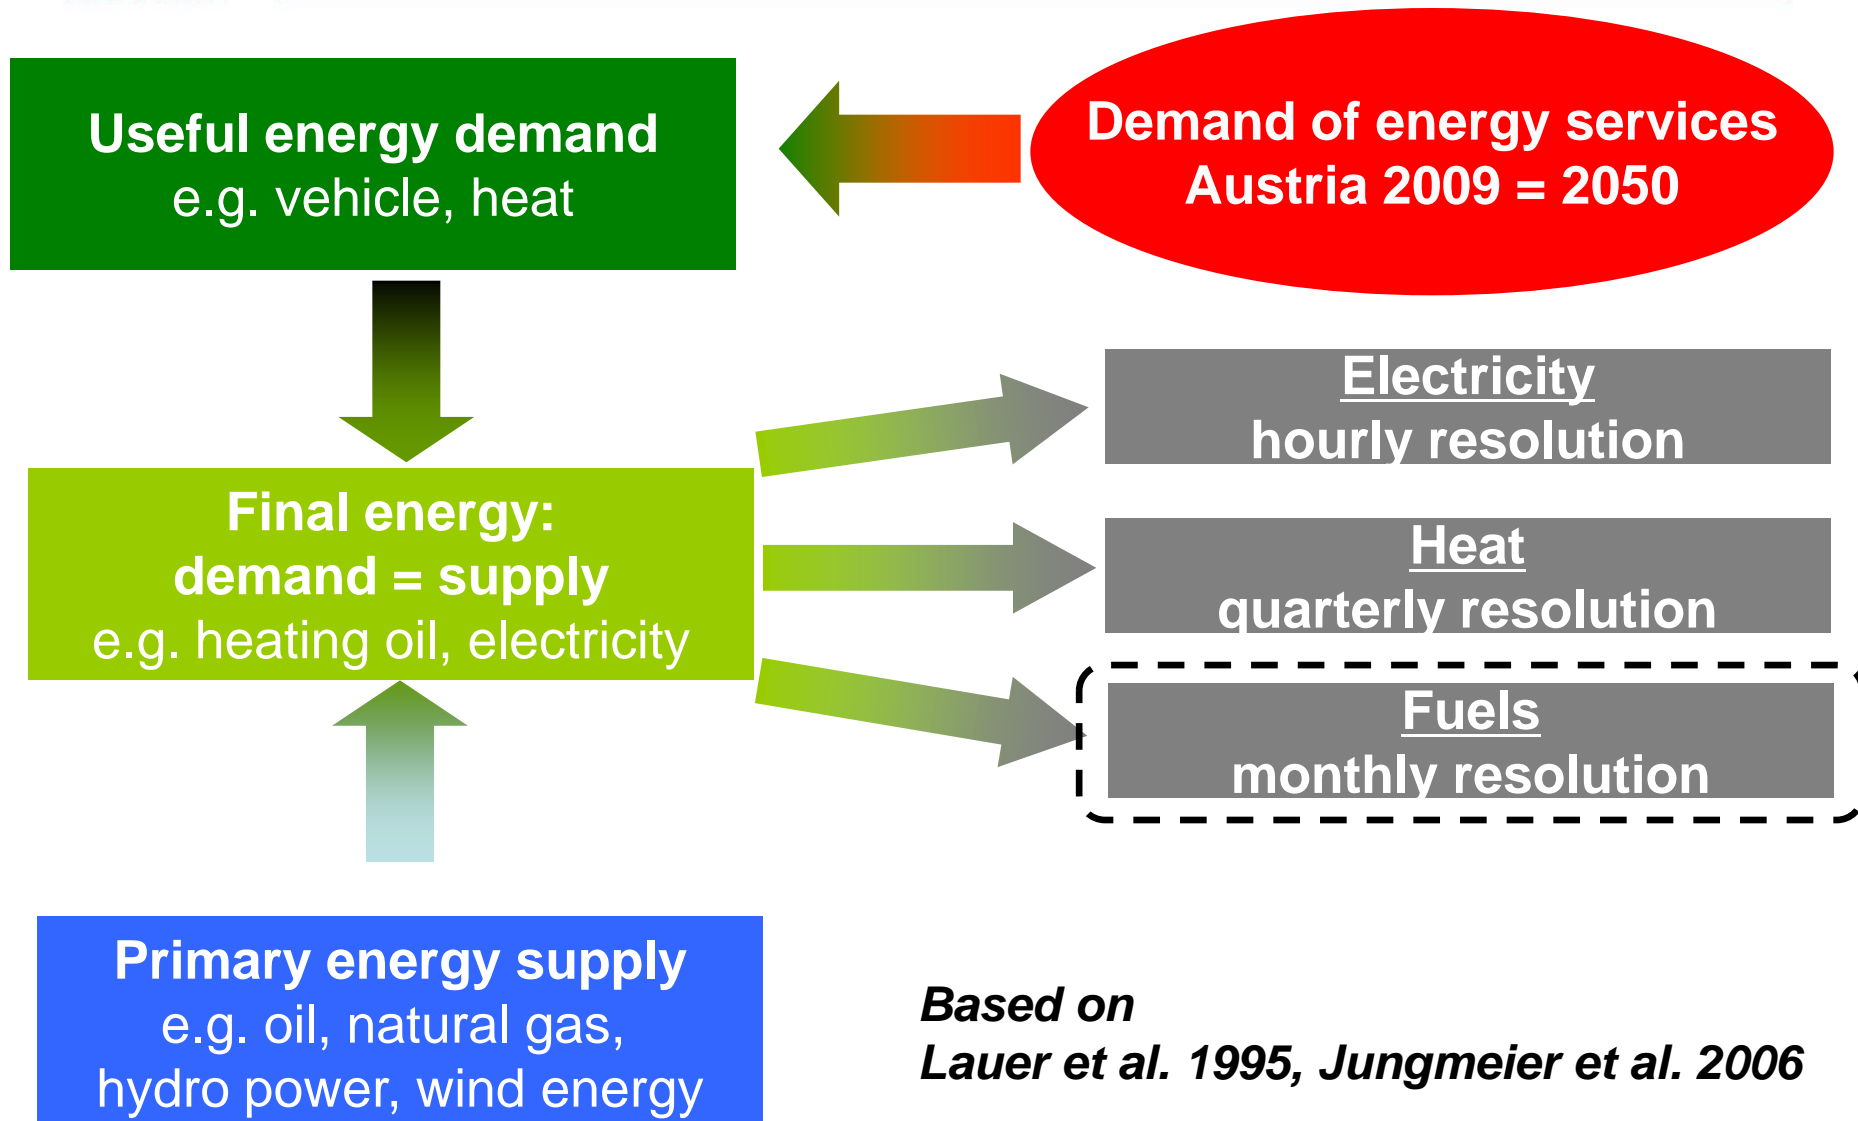 Useful energy demand
e.g. vehicle, heat
Demand of energy services
Austria 2009 = 2050
Final energy:
demand = supply
e.g. heating oil, electricity
Electricity
hourly resolution
Heat
quarterly resolution
Fuels
monthly resolution
Primary energy supply
e.g. oil, natural gas,
hydro power, wind energy
Based on
Lauer et al. 1995, Jungmeier et al. 2006